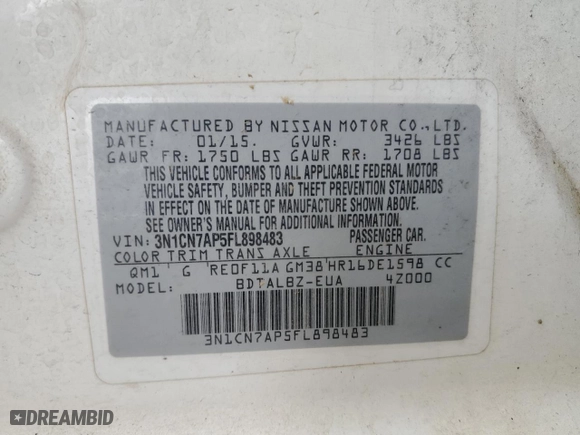 MANUFACTURED BY NISSAN MOTOR CO.,LTD.
DATE: 01/15. GVWR: 3426 LBS
GAWR FR: 1750 LBS GAWR RR: 1708 LBS
THIS VEHICLE CONFORMS TO ALL APPLICABLE FEDERAL MOTOR
VEHICLE SAFETY, BUMPER AND THEFT PREVENTION STANDARDS
IN EFFECT ON THE DATE OF MANUFACTURE SHOWN ABOVE.
SEE OWNER'S MANUAL FOR ADDITIONAL INFORMATION.
VIN: 3N1CN7AP5FL898483 PASSENGER CAR.
COLOR TRIM TRANS AXLE ENGINE
QM1 G RE0F11A GM38 HR16DE1598 CC
MODEL: BDTALBZ-EUA 4Z000
3N1CN7AP5FL898483
DREAMBID